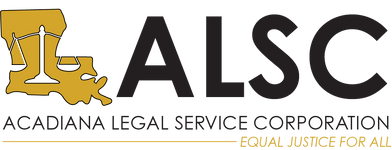 ALSC
ACADIANA LEGAL SERVICE CORPORATION
EQUAL JUSTICE FOR ALL